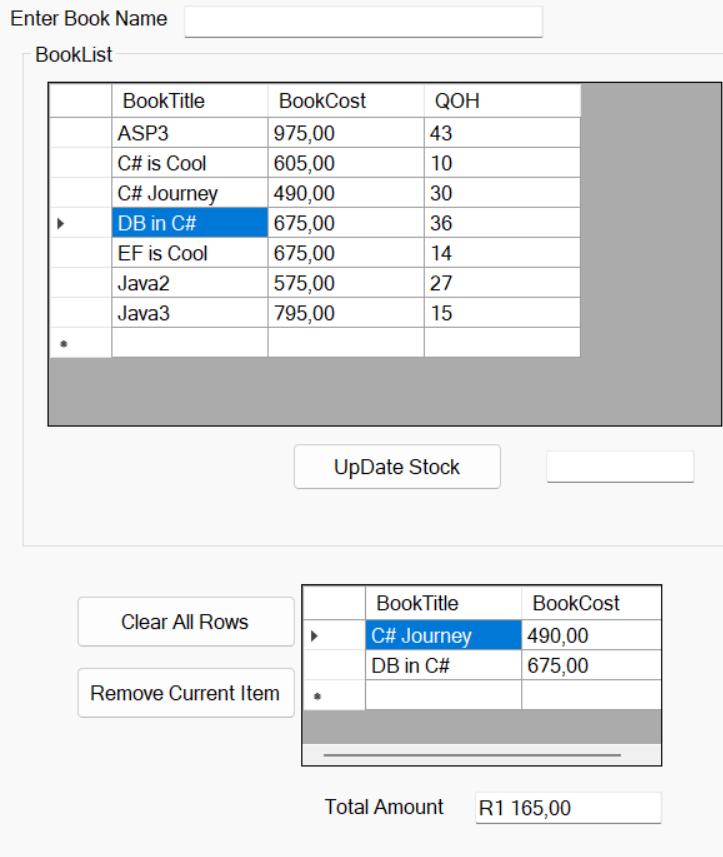 Enter Book Name
BookList
BookTitle BookCost QOH
ASP3 975,00 43
C# is Cool 605,00 10
C# Journey 490,00 30
DB in C# 675,00 36
EF is Cool 675,00 14
Java2 575,00 27
Java3 795,00 15
UpDate Stock
Clear All Rows
Remove Current Item
BookTitle BookCost
C# Journey 490,00
DB in C# 675,00
Total Amount R1 165,00